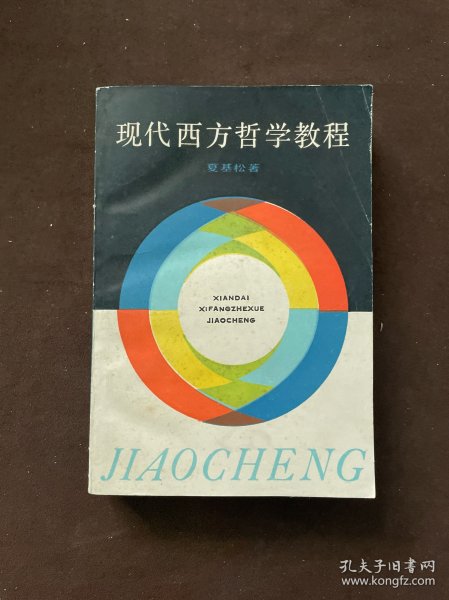 现代西方哲学教程
夏基松著
XIANDAI
XIFANGZHEXUE
JIAOCHENG
JIAOCHENG
孔夫子旧书网
www.kongfz.com